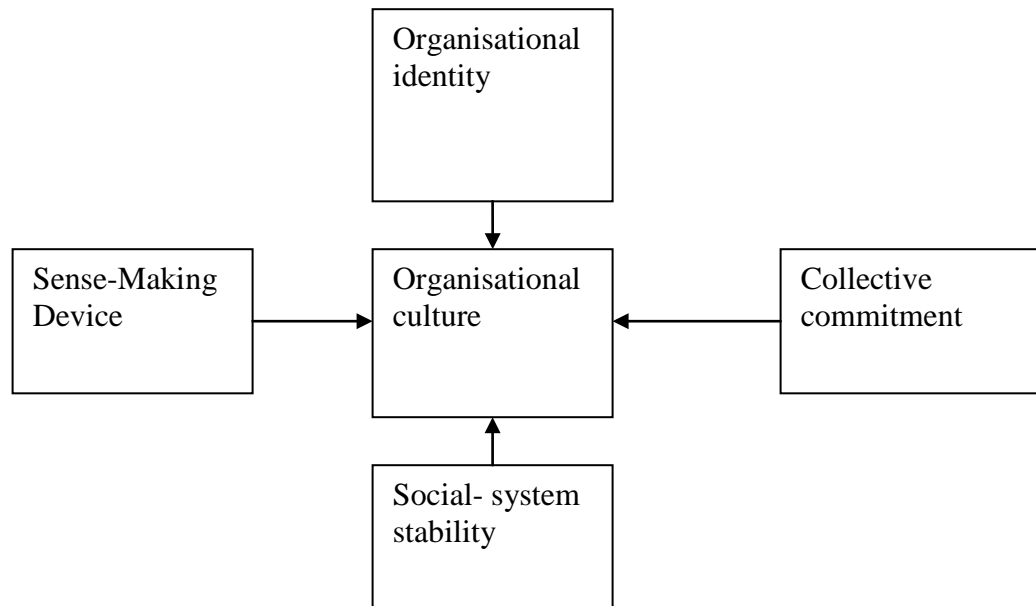 Organisational
identity
Sense-Making
Device
Organisational
culture
Collective
commitment
Social- system
stability